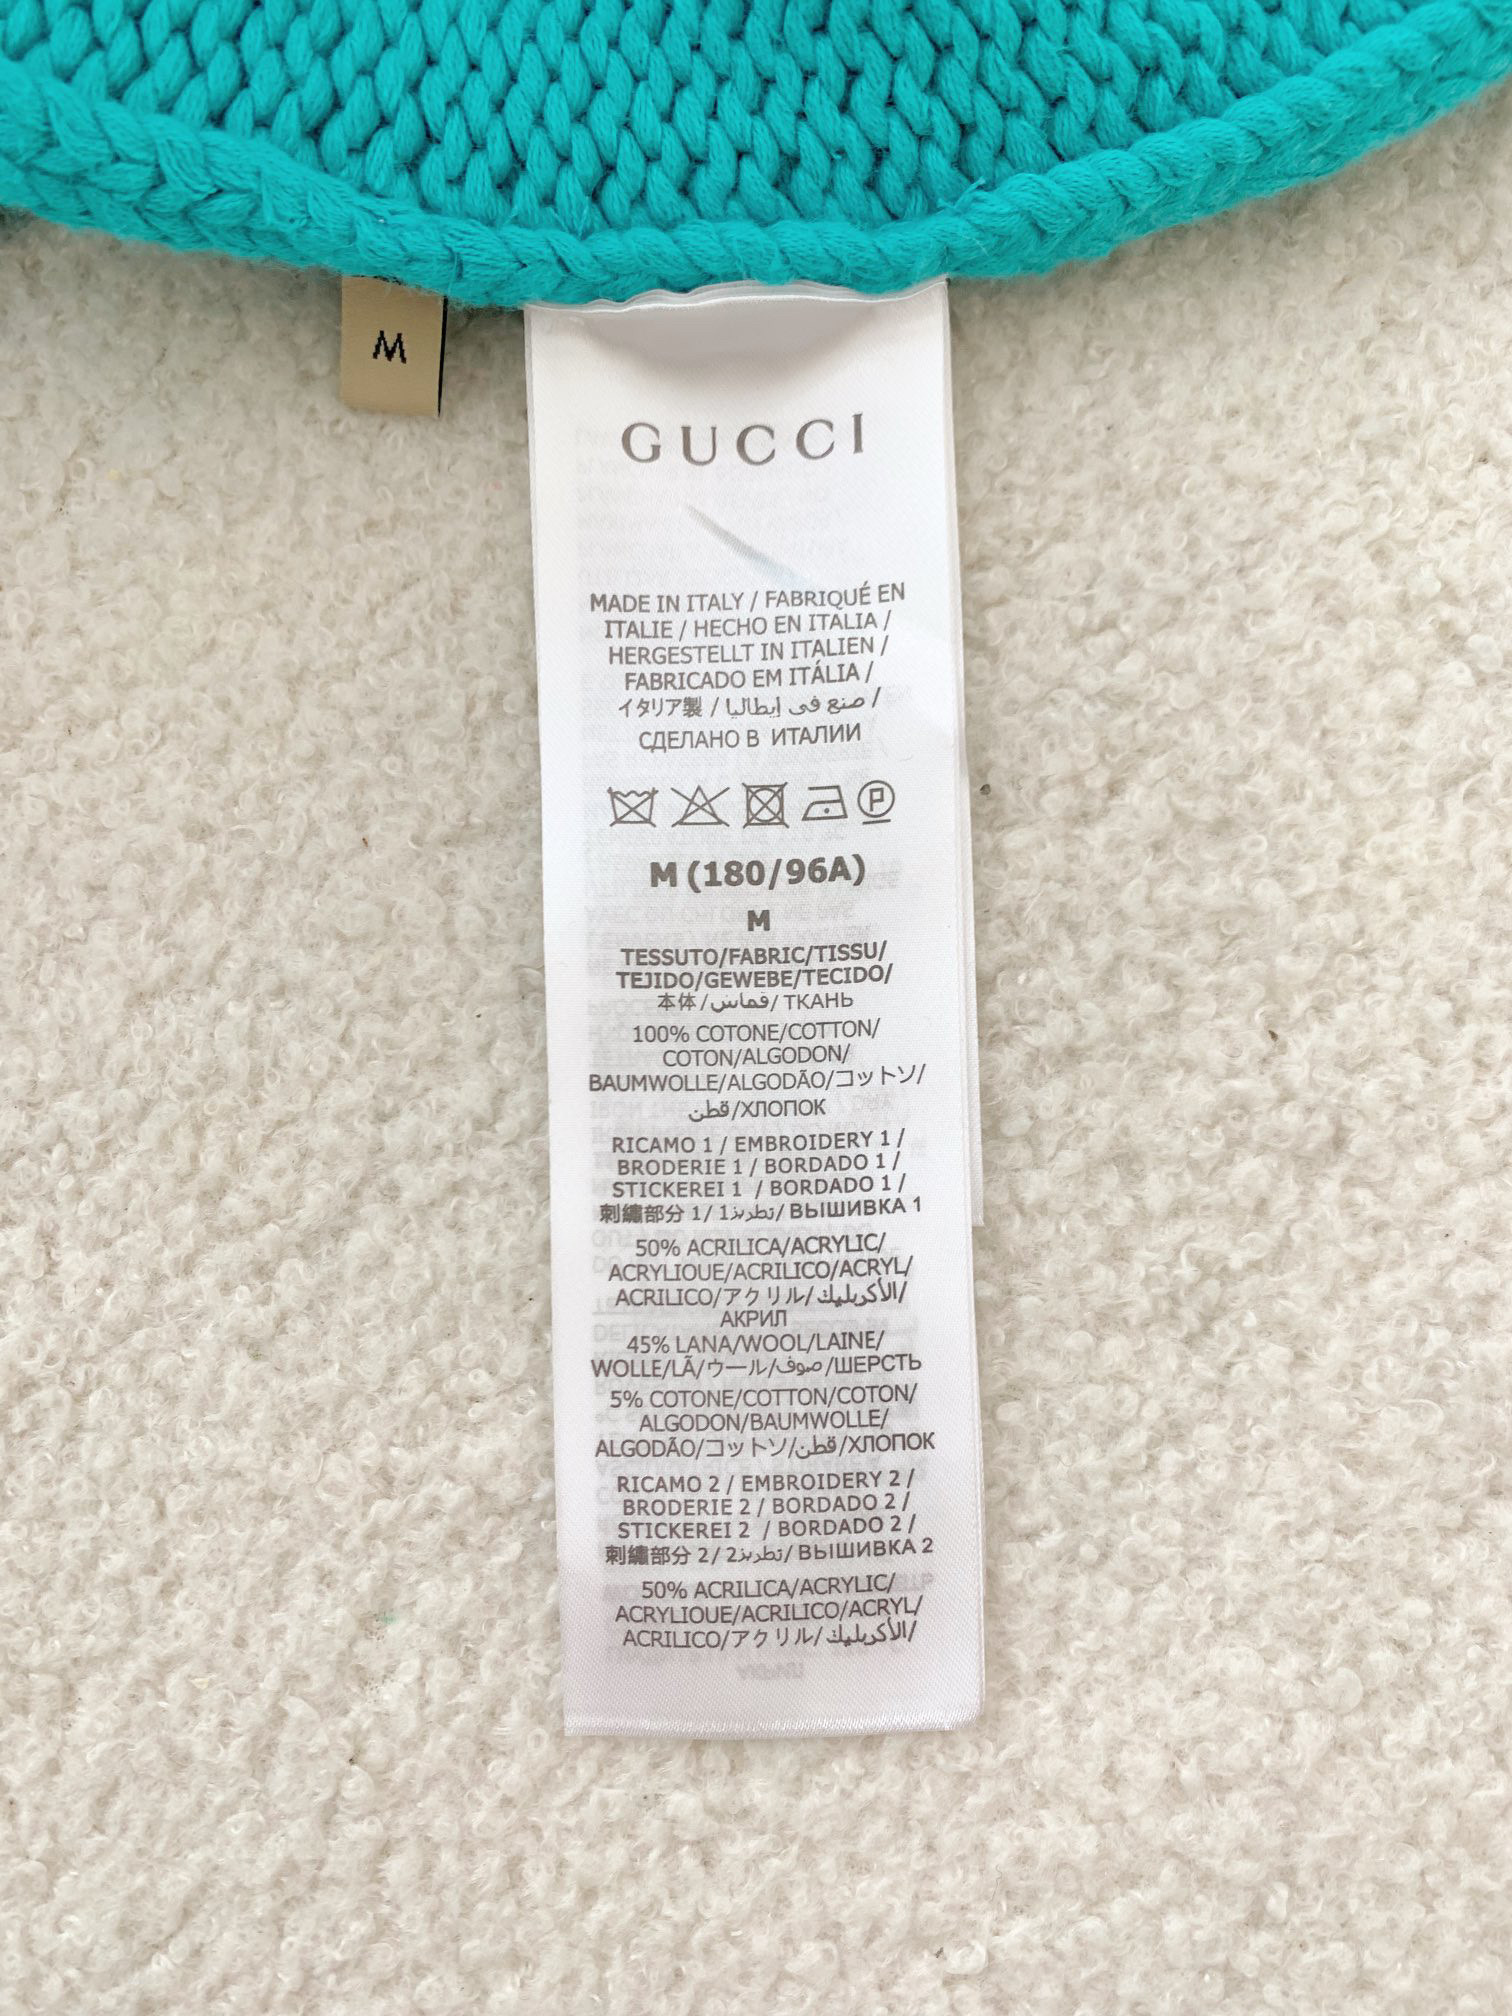 M
GUCCI
MADE IN ITALY / FABRIQUÉ EN
ITALIE / HECHO EN ITALIA /
HERGESTELLT IN ITALIEN /
FABRICADO EM ITÁLIA /
イタリア製 / صنع في إيطاليا /
СДЕЛАНО В ИТАЛИИ
P
M (180/96A)
M
TESSUTO/FABRIC/TISSU/
TEJIDO/GEWEBE/TECIDO/
本体/قماش/ТКАНЬ
100% COTONE/COTTON/
COTON/ALGODON/
BAUMWOLLE/ALGODÃO/コットソ/
قطن/ХЛОПОК
RICAMO 1 / EMBROIDERY 1 /
BRODERIE 1 / BORDADO 1 /
STICKEREI 1 / BORDADO 1 /
刺繡部分 1/ تطريز1/ ВЫШИВКА 1
50% ACRILICA/ACRYLIC/
ACRYLIOUE/ACRILICO/ACRYL/
ACRILICO/アクリル/الأكريليك/
АКРИЛ
45% LANA/WOOL/LAINE/
WOLLE/LÃ/ウール/صوف/ШЕРСТЬ
5% COTONE/COTTON/COTON/
ALGODON/BAUMWOLLE/
ALGODÃO/コットソ/قطن/ХЛОПОК
RICAMO 2 / EMBROIDERY 2 /
BRODERIE 2 / BORDADO 2 /
STICKEREI 2 / BORDADO 2 /
刺繡部分 2/ تطريز2/ ВЫШИВКА 2
50% ACRILICA/ACRYLIC/
ACRYLIOUE/ACRILICO/ACRYL/
ACRILICO/アクリル/الأكريليك/